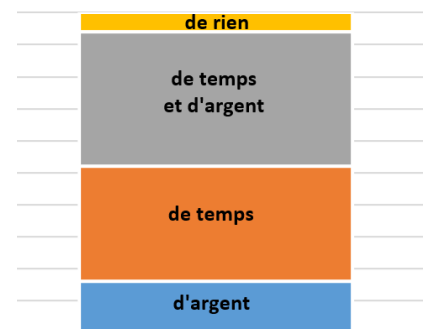 de rien
de temps
et d'argent
de temps
d'argent